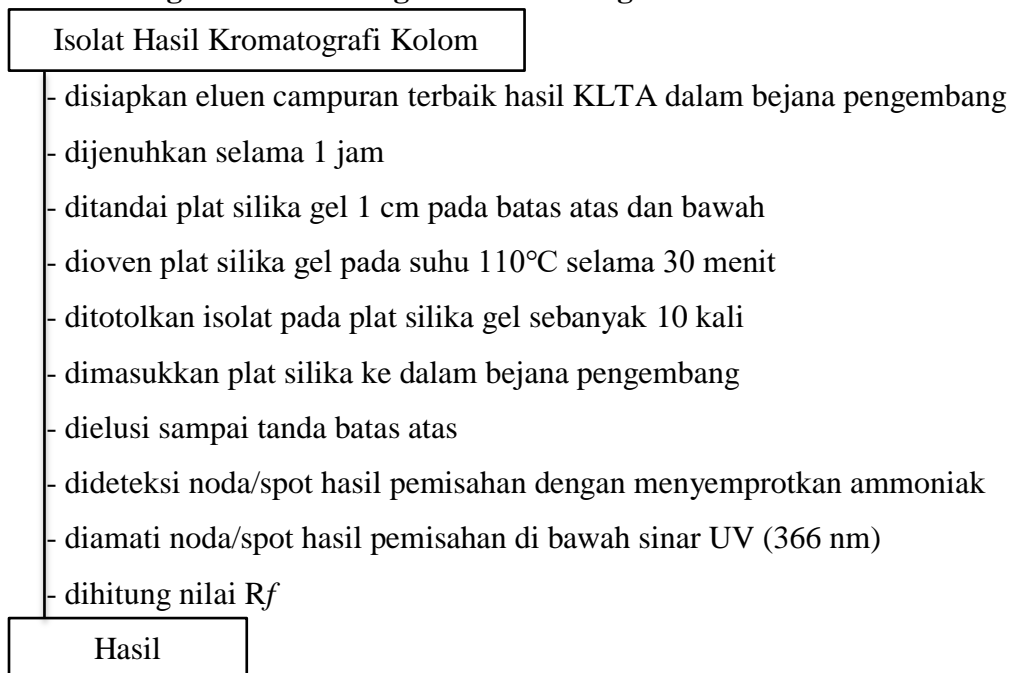 Isolat Hasil Kromatografi Kolom
- disiapkan eluen campuran terbaik hasil KLTA dalam bejana pengembang
- dijenuhkan selama 1 jam
- ditandai plat silika gel 1 cm pada batas atas dan bawah
- dioven plat silika gel pada suhu 110°C selama 30 menit
- ditotolkan isolat pada plat silika gel sebanyak 10 kali
- dimasukkan plat silika ke dalam bejana pengembang
- dielusi sampai tanda batas atas
- dideteksi noda/spot hasil pemisahan dengan menyemprotkan ammoniak
- diamati noda/spot hasil pemisahan di bawah sinar UV (366 nm)
- dihitung nilai Rf
Hasil